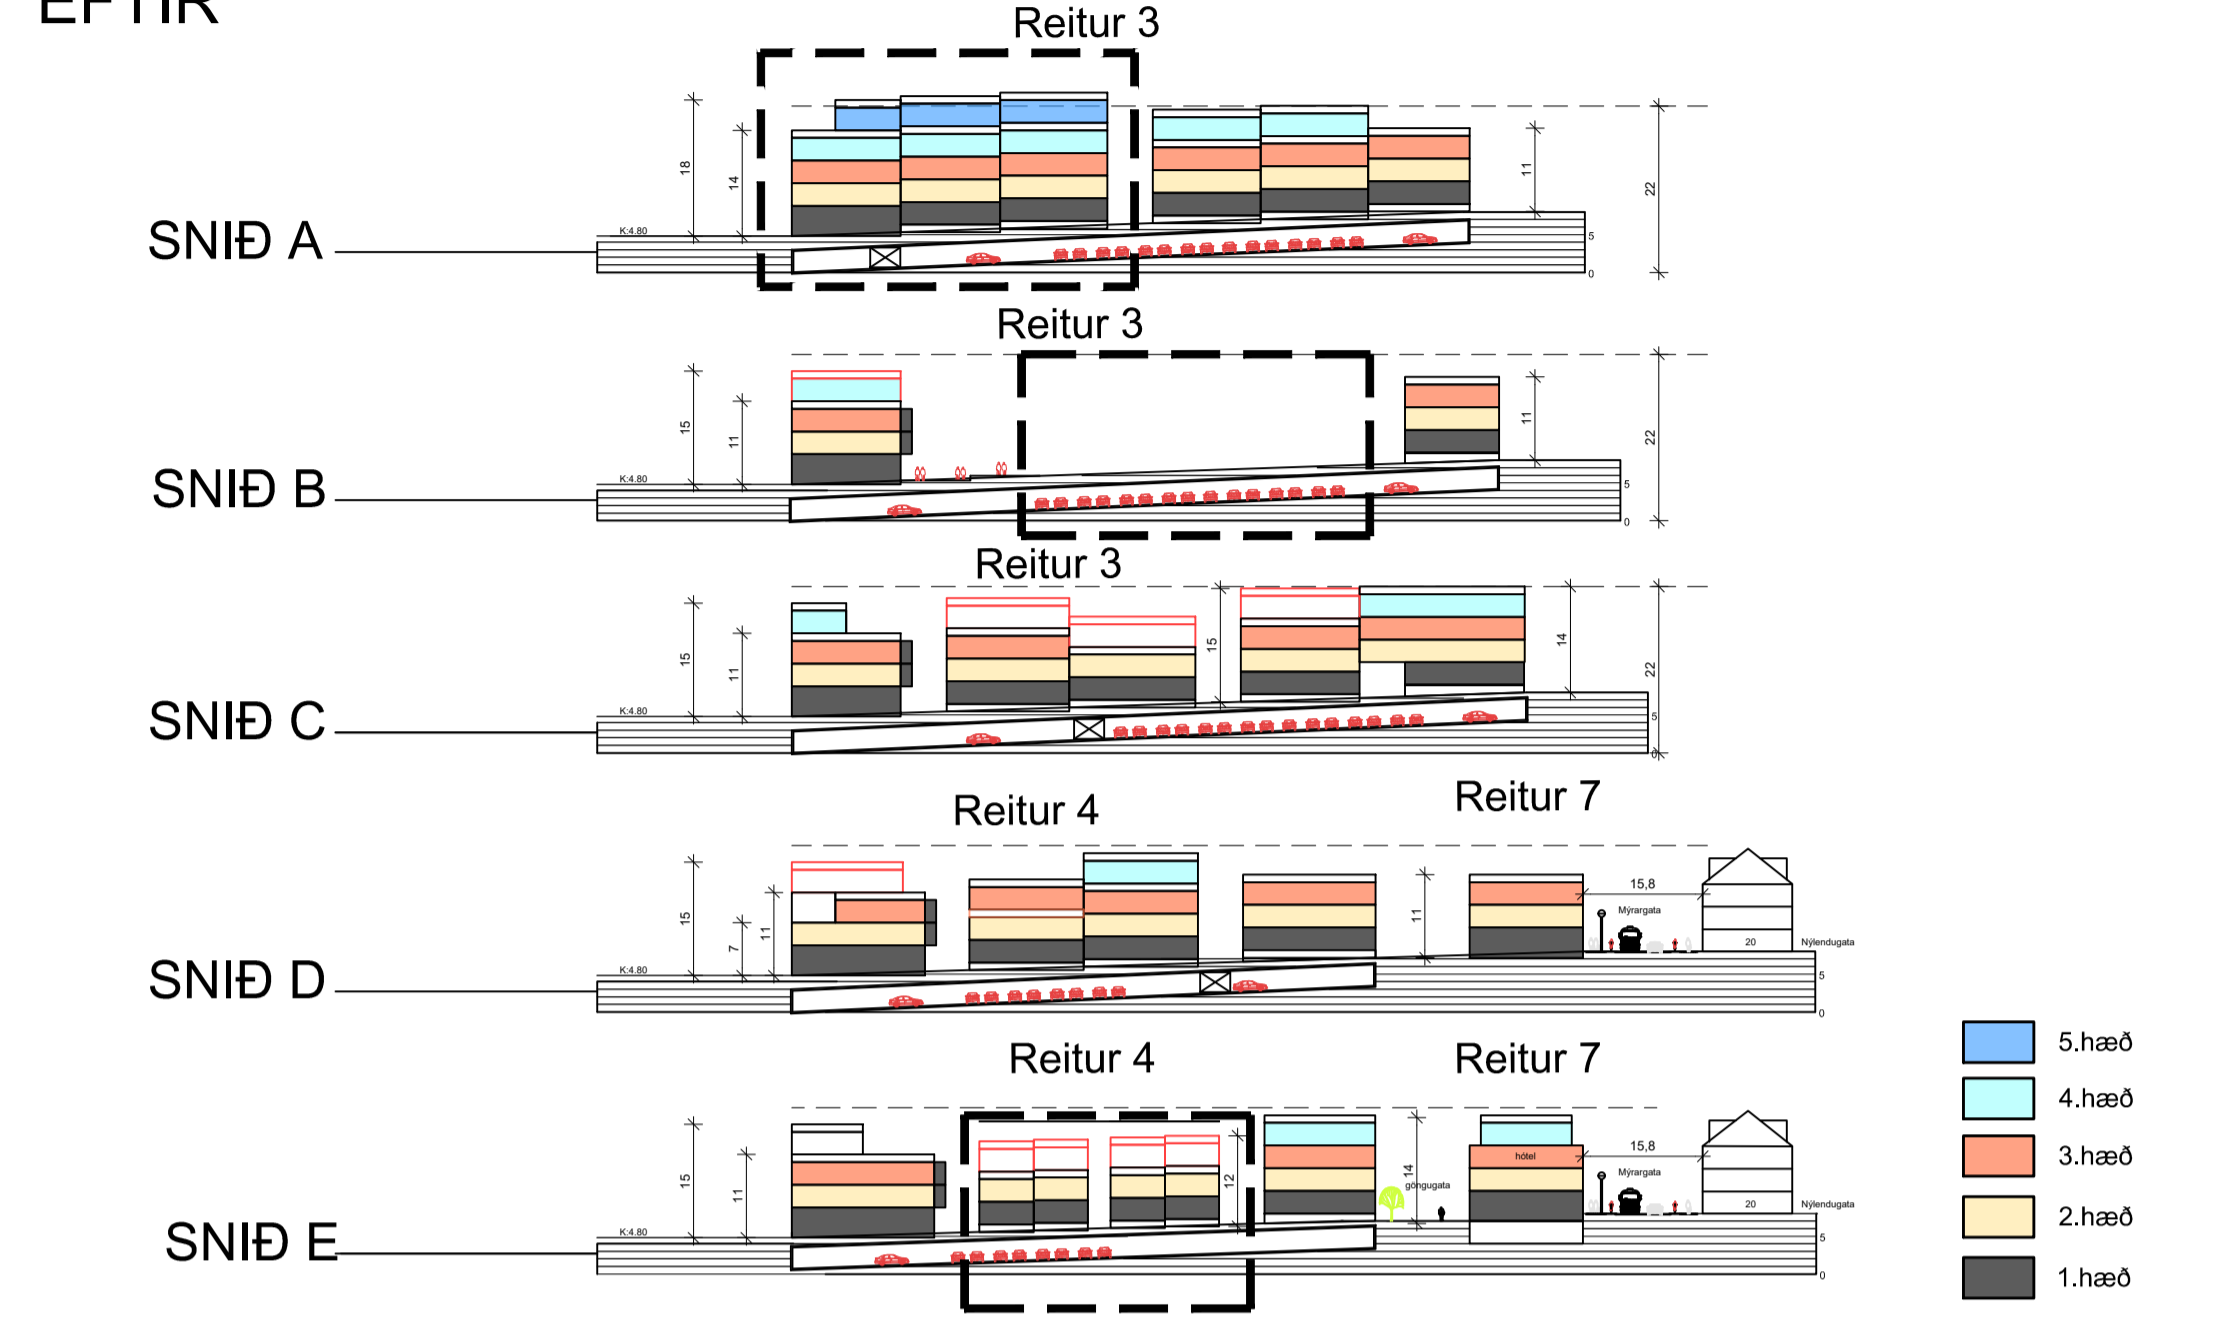 EFTIR
Reitur 3
18
14
11
22
SNIÐ A
K:4.80
5
0
Reitur 3
15
11
11
22
SNIÐ B
K:4.80
5
0
Reitur 3
15
11
15
14
22
SNIÐ C
K:4.80
5
0
Reitur 4
Reitur 7
15
7
11
11
15,8
Mýrargata
20
Nýlendugata
SNIÐ D
K:4.80
5
0
Reitur 4
Reitur 7
15
11
12
14
göngugata
hótel
15,8
Mýrargata
20
Nýlendugata
SNIÐ E
K:4.80
5
0
5.hæð
4.hæð
3.hæð
2.hæð
1.hæð